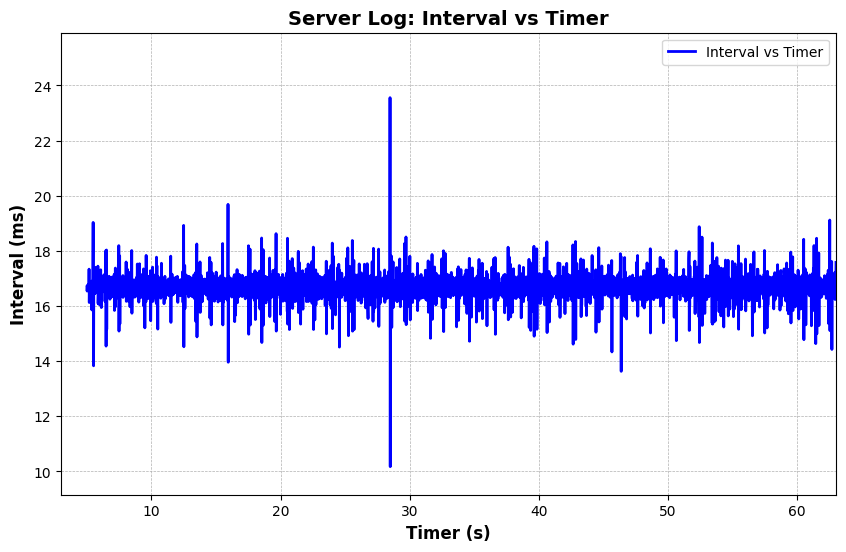 Server Log: Interval vs Timer
Interval vs Timer
24
22
20
18
16
14
12
10
Interval (ms)
10 20 30 40 50 60
Timer (s)